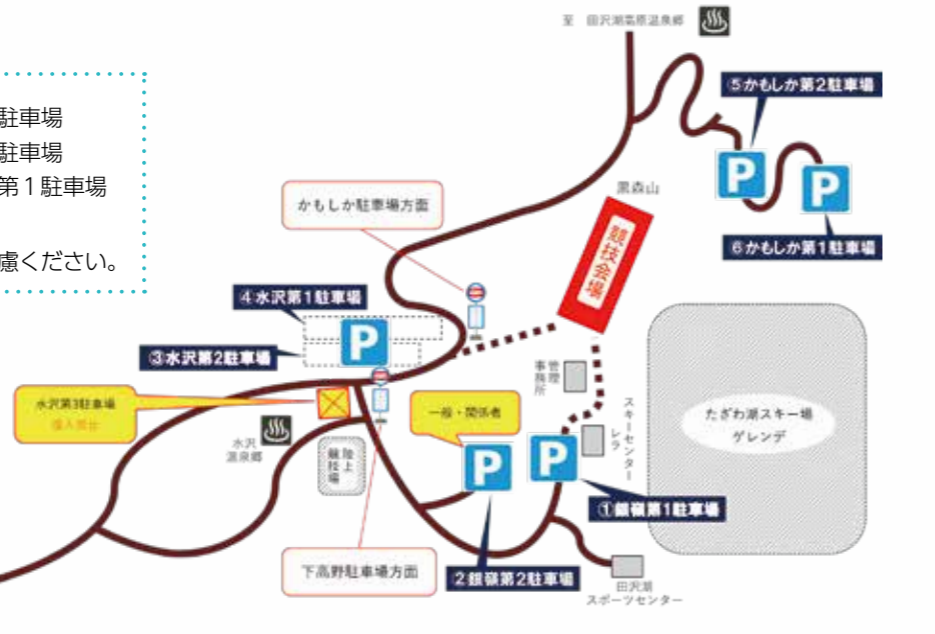 至 田沢湖高原温泉郷
駐車場
駐車場
第1駐車場
慮ください。
⑤かもしか第2駐車場
P
P
⑥かもしか第1駐車場
黒森山
競技会場
かもしか駐車場方面
④水沢第1駐車場
P
③水沢第2駐車場
水沢第3駐車場
進入禁止
水沢
温泉郷
陸上
競技場
一般・関係者
P
P
管理
事務所
スキーセンター
レラ
たざわ湖スキー場
ゲレンデ
①銀嶺第1駐車場
②銀嶺第2駐車場
下高野駐車場方面
田沢湖
スポーツセンター